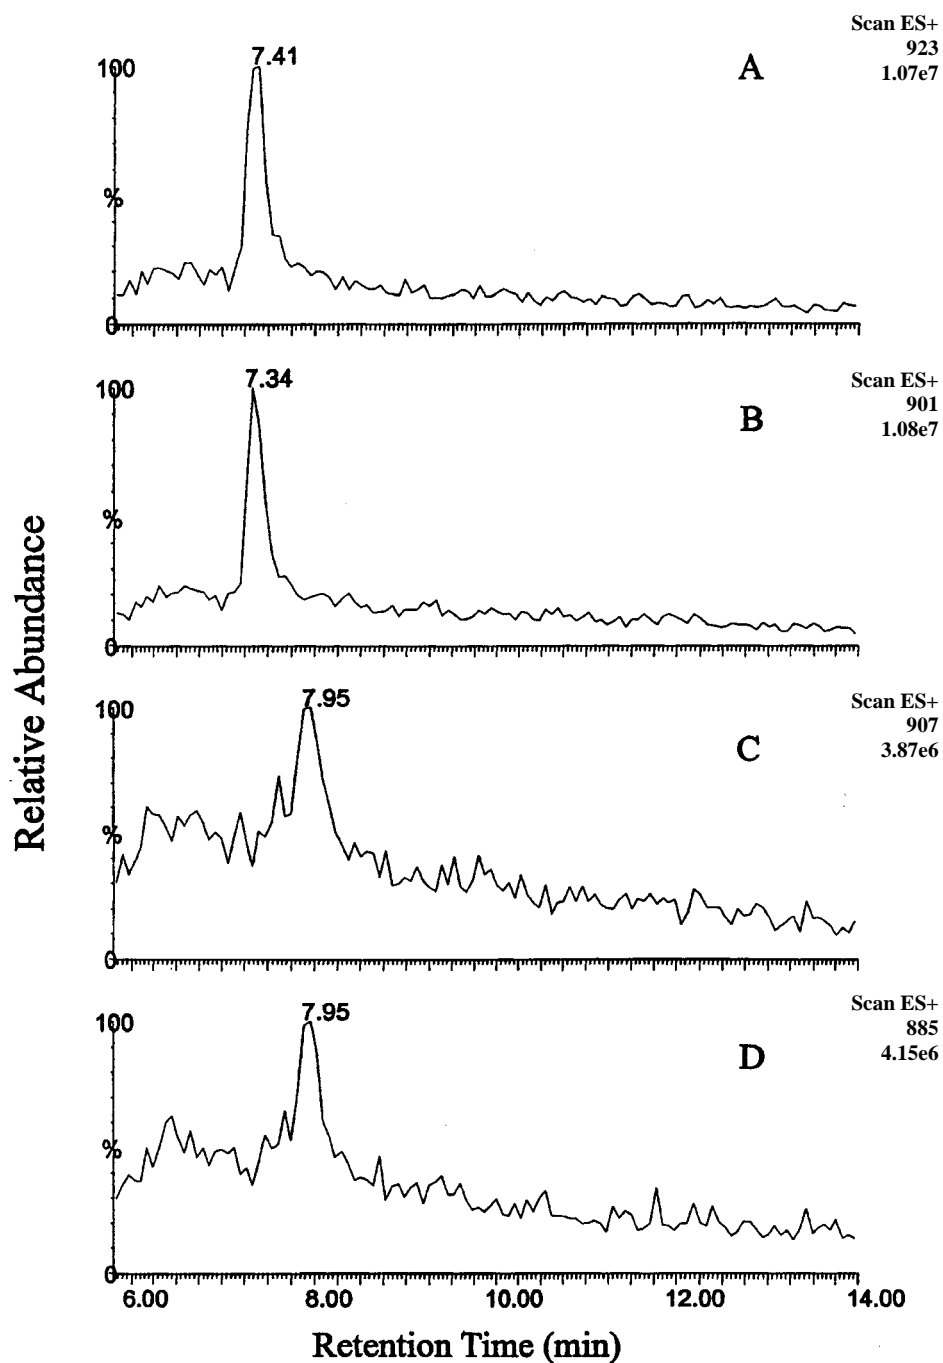 Scan ES+
923
1.07e7
7.41
100
A
%
0
Scan ES+
901
1.08e7
7.34
100
B
%
0
Scan ES+
907
3.87e6
7.95
100
C
%
0
Scan ES+
885
4.15e6
7.95
100
D
%
0
6.00 8.00 10.00 12.00 14.00
Retention Time (min)
Relative Abundance